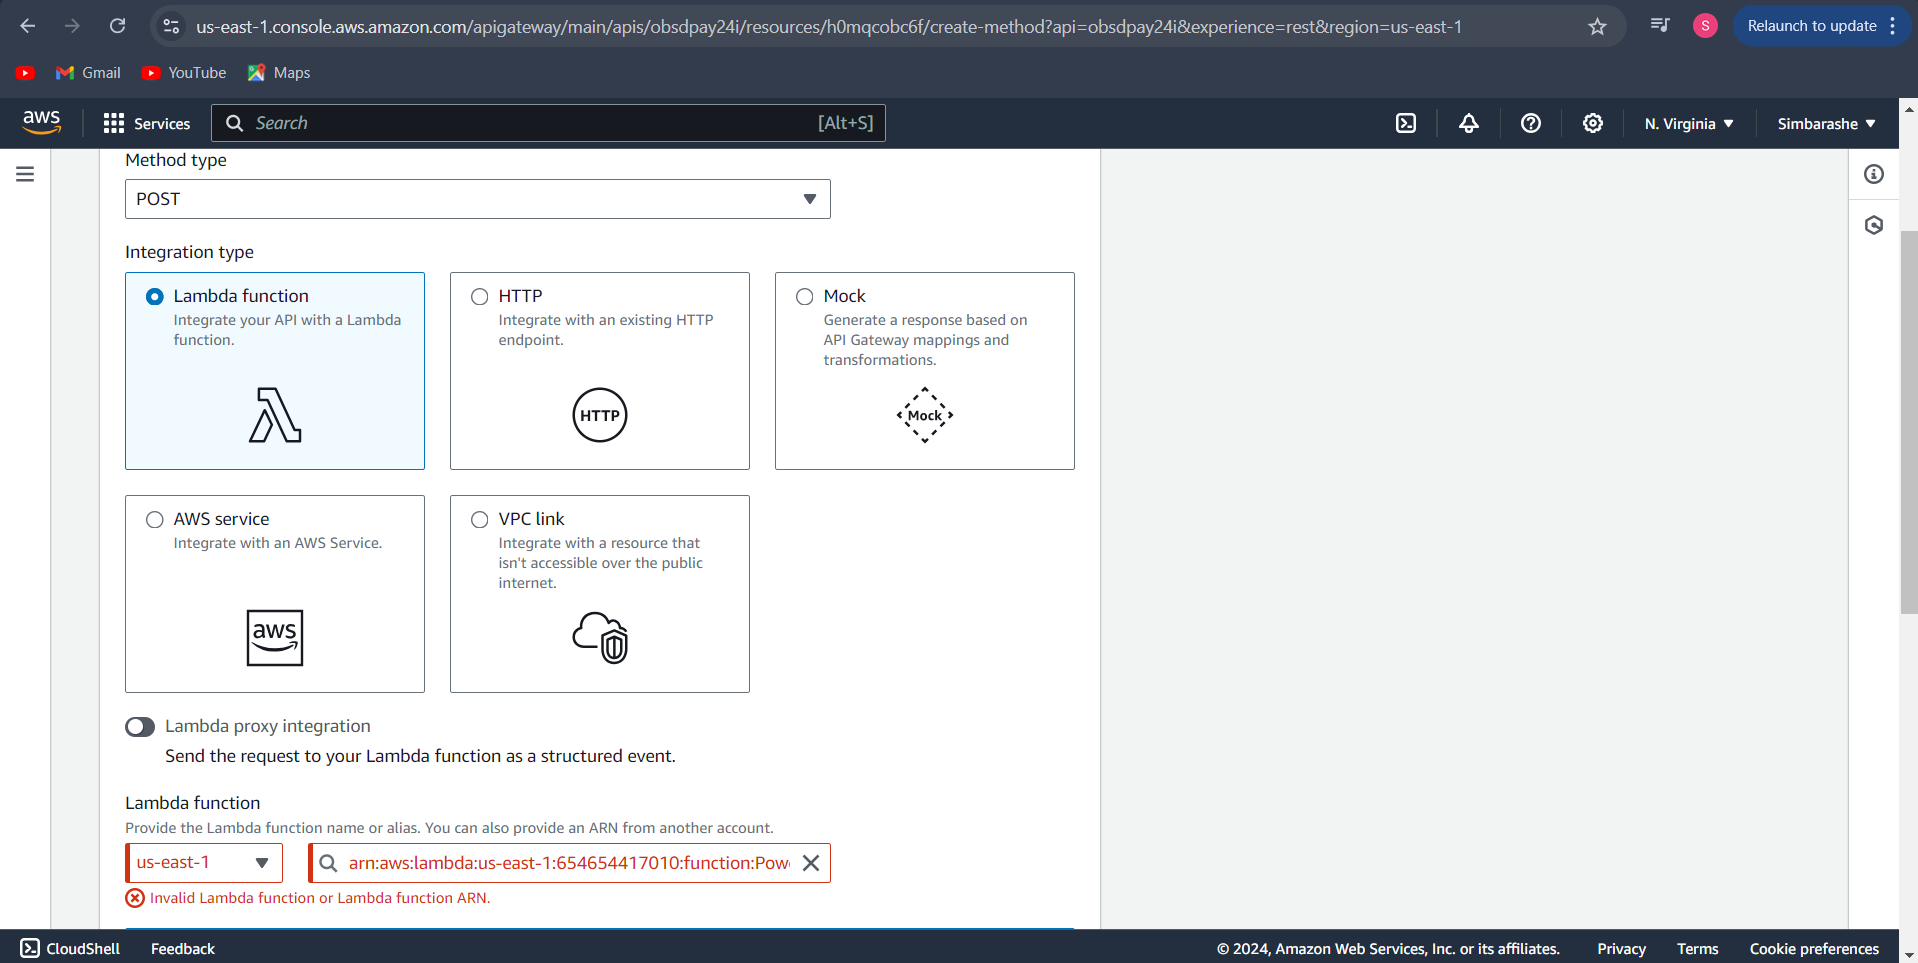 us-east-1.console.aws.amazon.com/apigateway/main/apis/obsdpay24i/resources/h0mqcobc6f/create-method?api=obsdpay24i&experience=rest&region=us-east-1
S
Relaunch to update
Gmail
YouTube
Maps
aws
Services
Search
[Alt+S]
N. Virginia
Simbarashe
Method type
POST
Integration type
Lambda function
Integrate your API with a Lambda
function.
HTTP
Integrate with an existing HTTP
endpoint.
HTTP
Mock
Generate a response based on
API Gateway mappings and
transformations.
Mock
AWS service
Integrate with an AWS Service.
aws
VPC link
Integrate with a resource that
isn't accessible over the public
internet.
Lambda proxy integration
Send the request to your Lambda function as a structured event.
Lambda function
Provide the Lambda function name or alias. You can also provide an ARN from another account.
us-east-1
arn:aws:lambda:us-east-1:654654417010:function:Pow
Invalid Lambda function or Lambda function ARN.
CloudShell
Feedback
© 2024, Amazon Web Services, Inc. or its affiliates.
Privacy
Terms
Cookie preferences